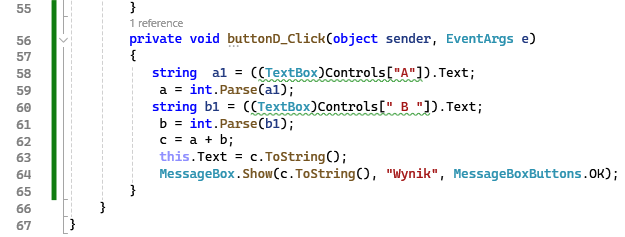 55 }
1 reference
56 private void buttonD_Click(object sender, EventArgs e)
57 {
58 string  a1 = ((TextBox)Controls["A"]).Text;
59 a = int.Parse(a1);
60 string b1 = ((TextBox)Controls[" B "]).Text;
61 b = int.Parse(b1);
62 c = a + b;
63 this.Text = c.ToString();
64 MessageBox.Show(c.ToString(), "Wynik", MessageBoxButtons.OK);
65 }
66 }
67 }